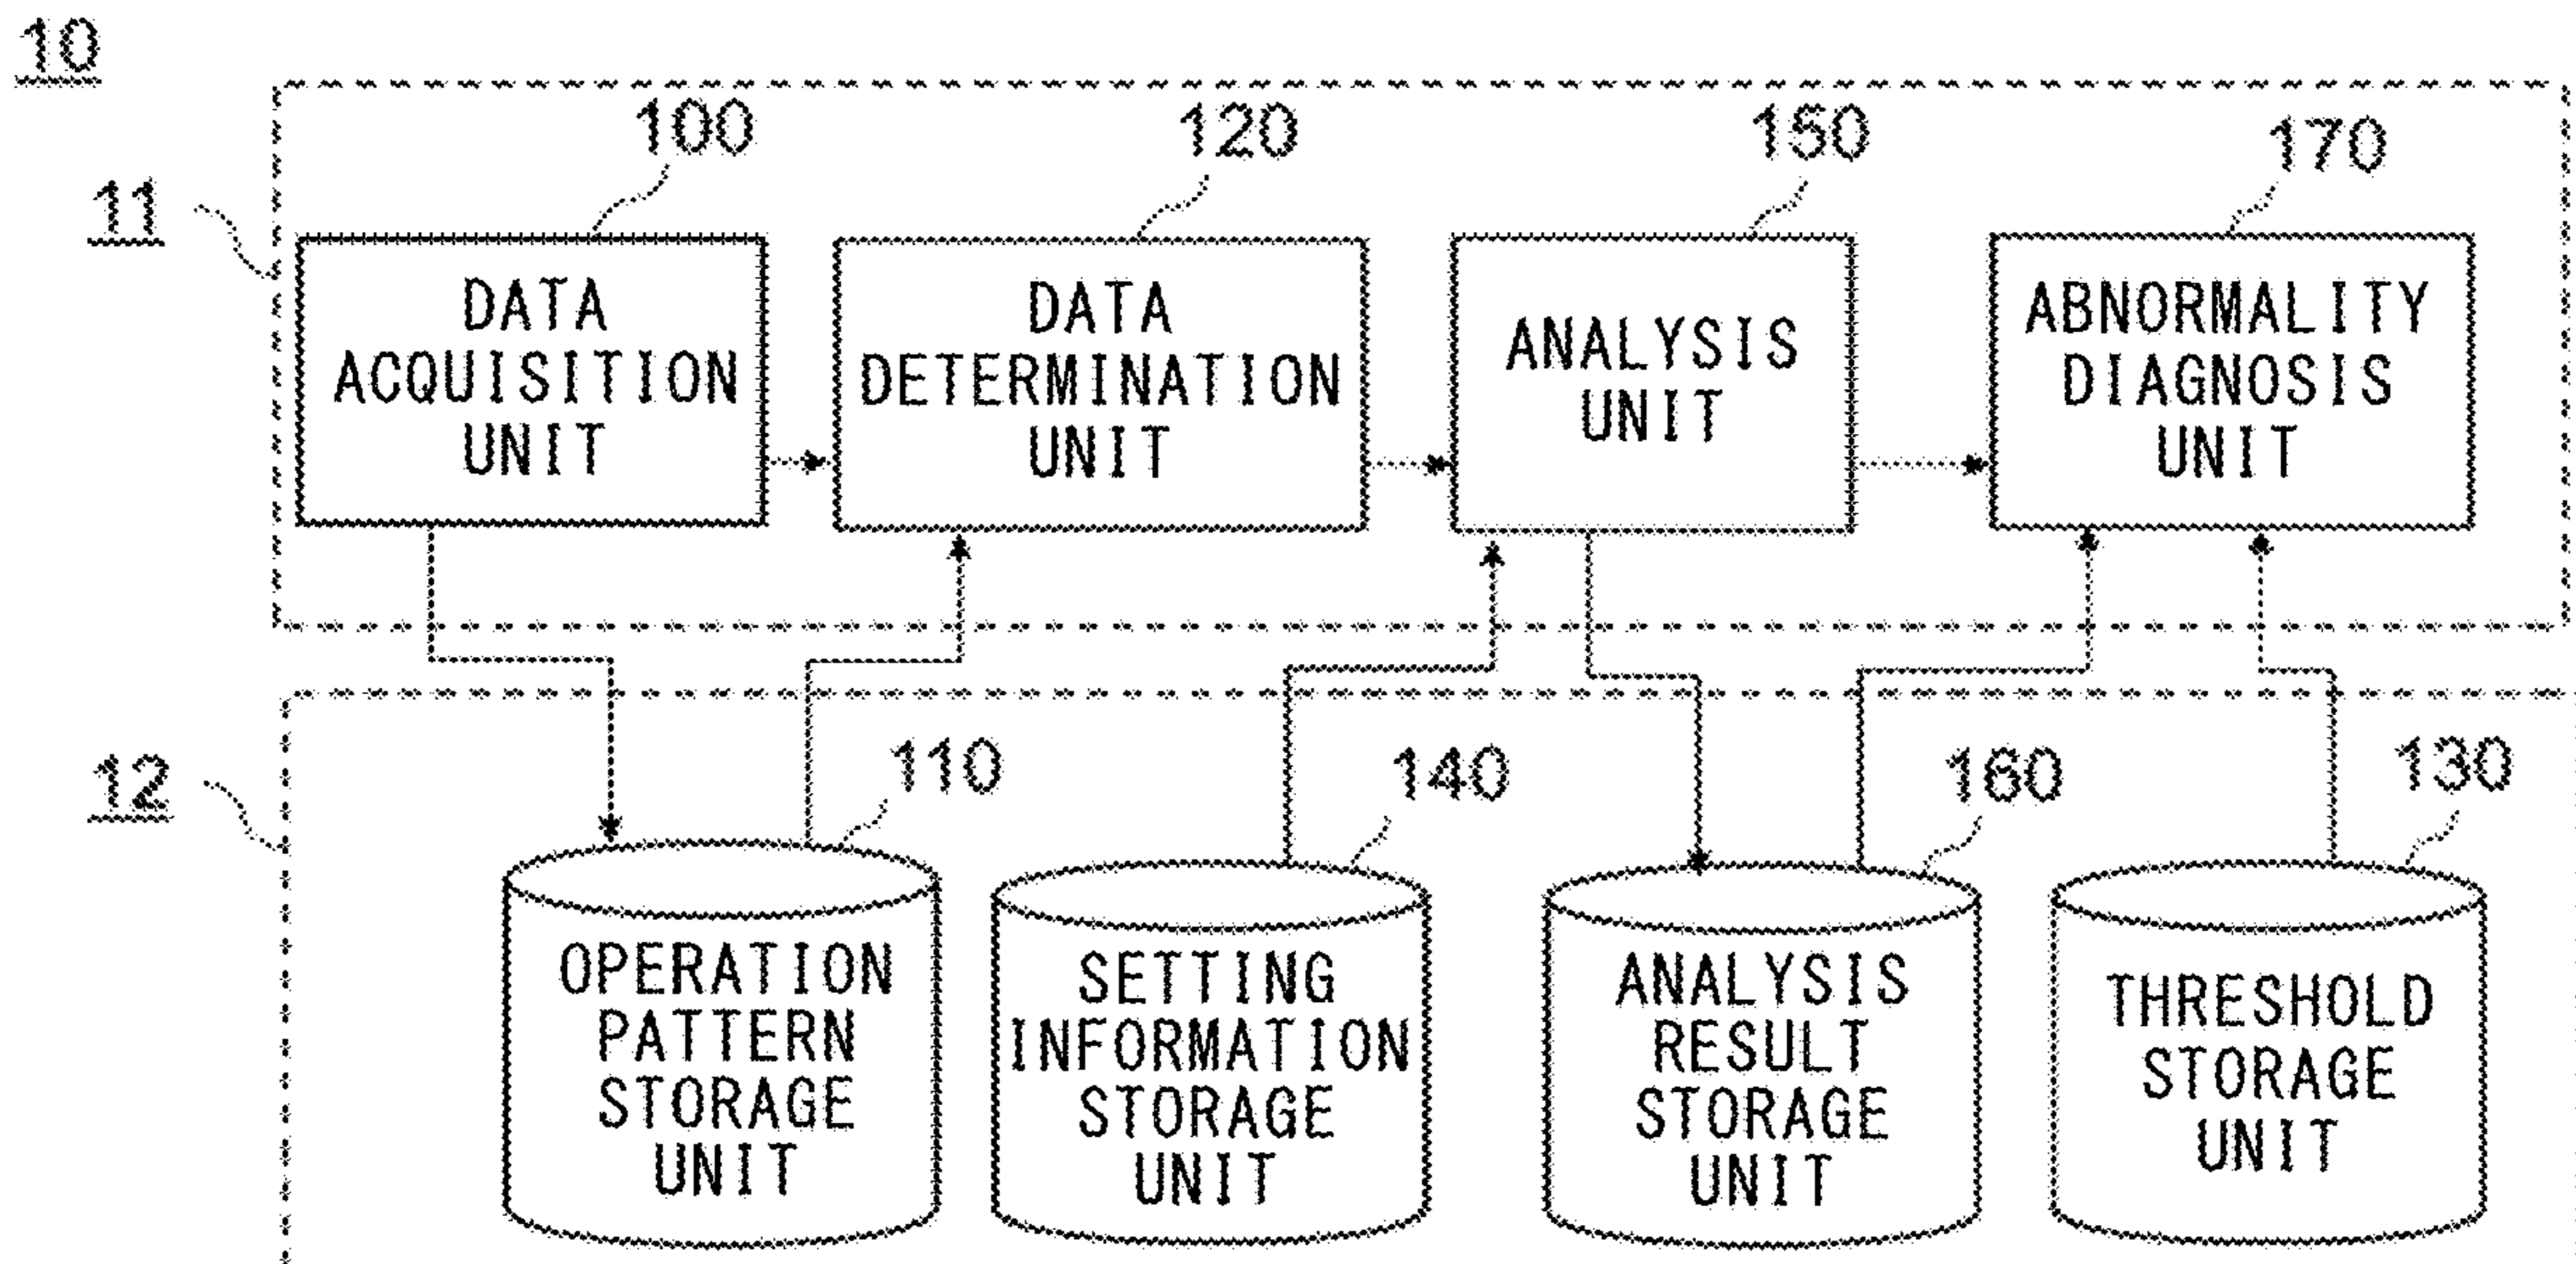 10
11
100
120
150
170
DATA
ACQUISITION
UNIT
DATA
DETERMINATION
UNIT
ANALYSIS
UNIT
ABNORMALITY
DIAGNOSIS
UNIT
12
110
140
160
130
OPERATION
PATTERN
STORAGE
UNIT
SETTING
INFORMATION
STORAGE
UNIT
ANALYSIS
RESULT
STORAGE
UNIT
THRESHOLD
STORAGE
UNIT